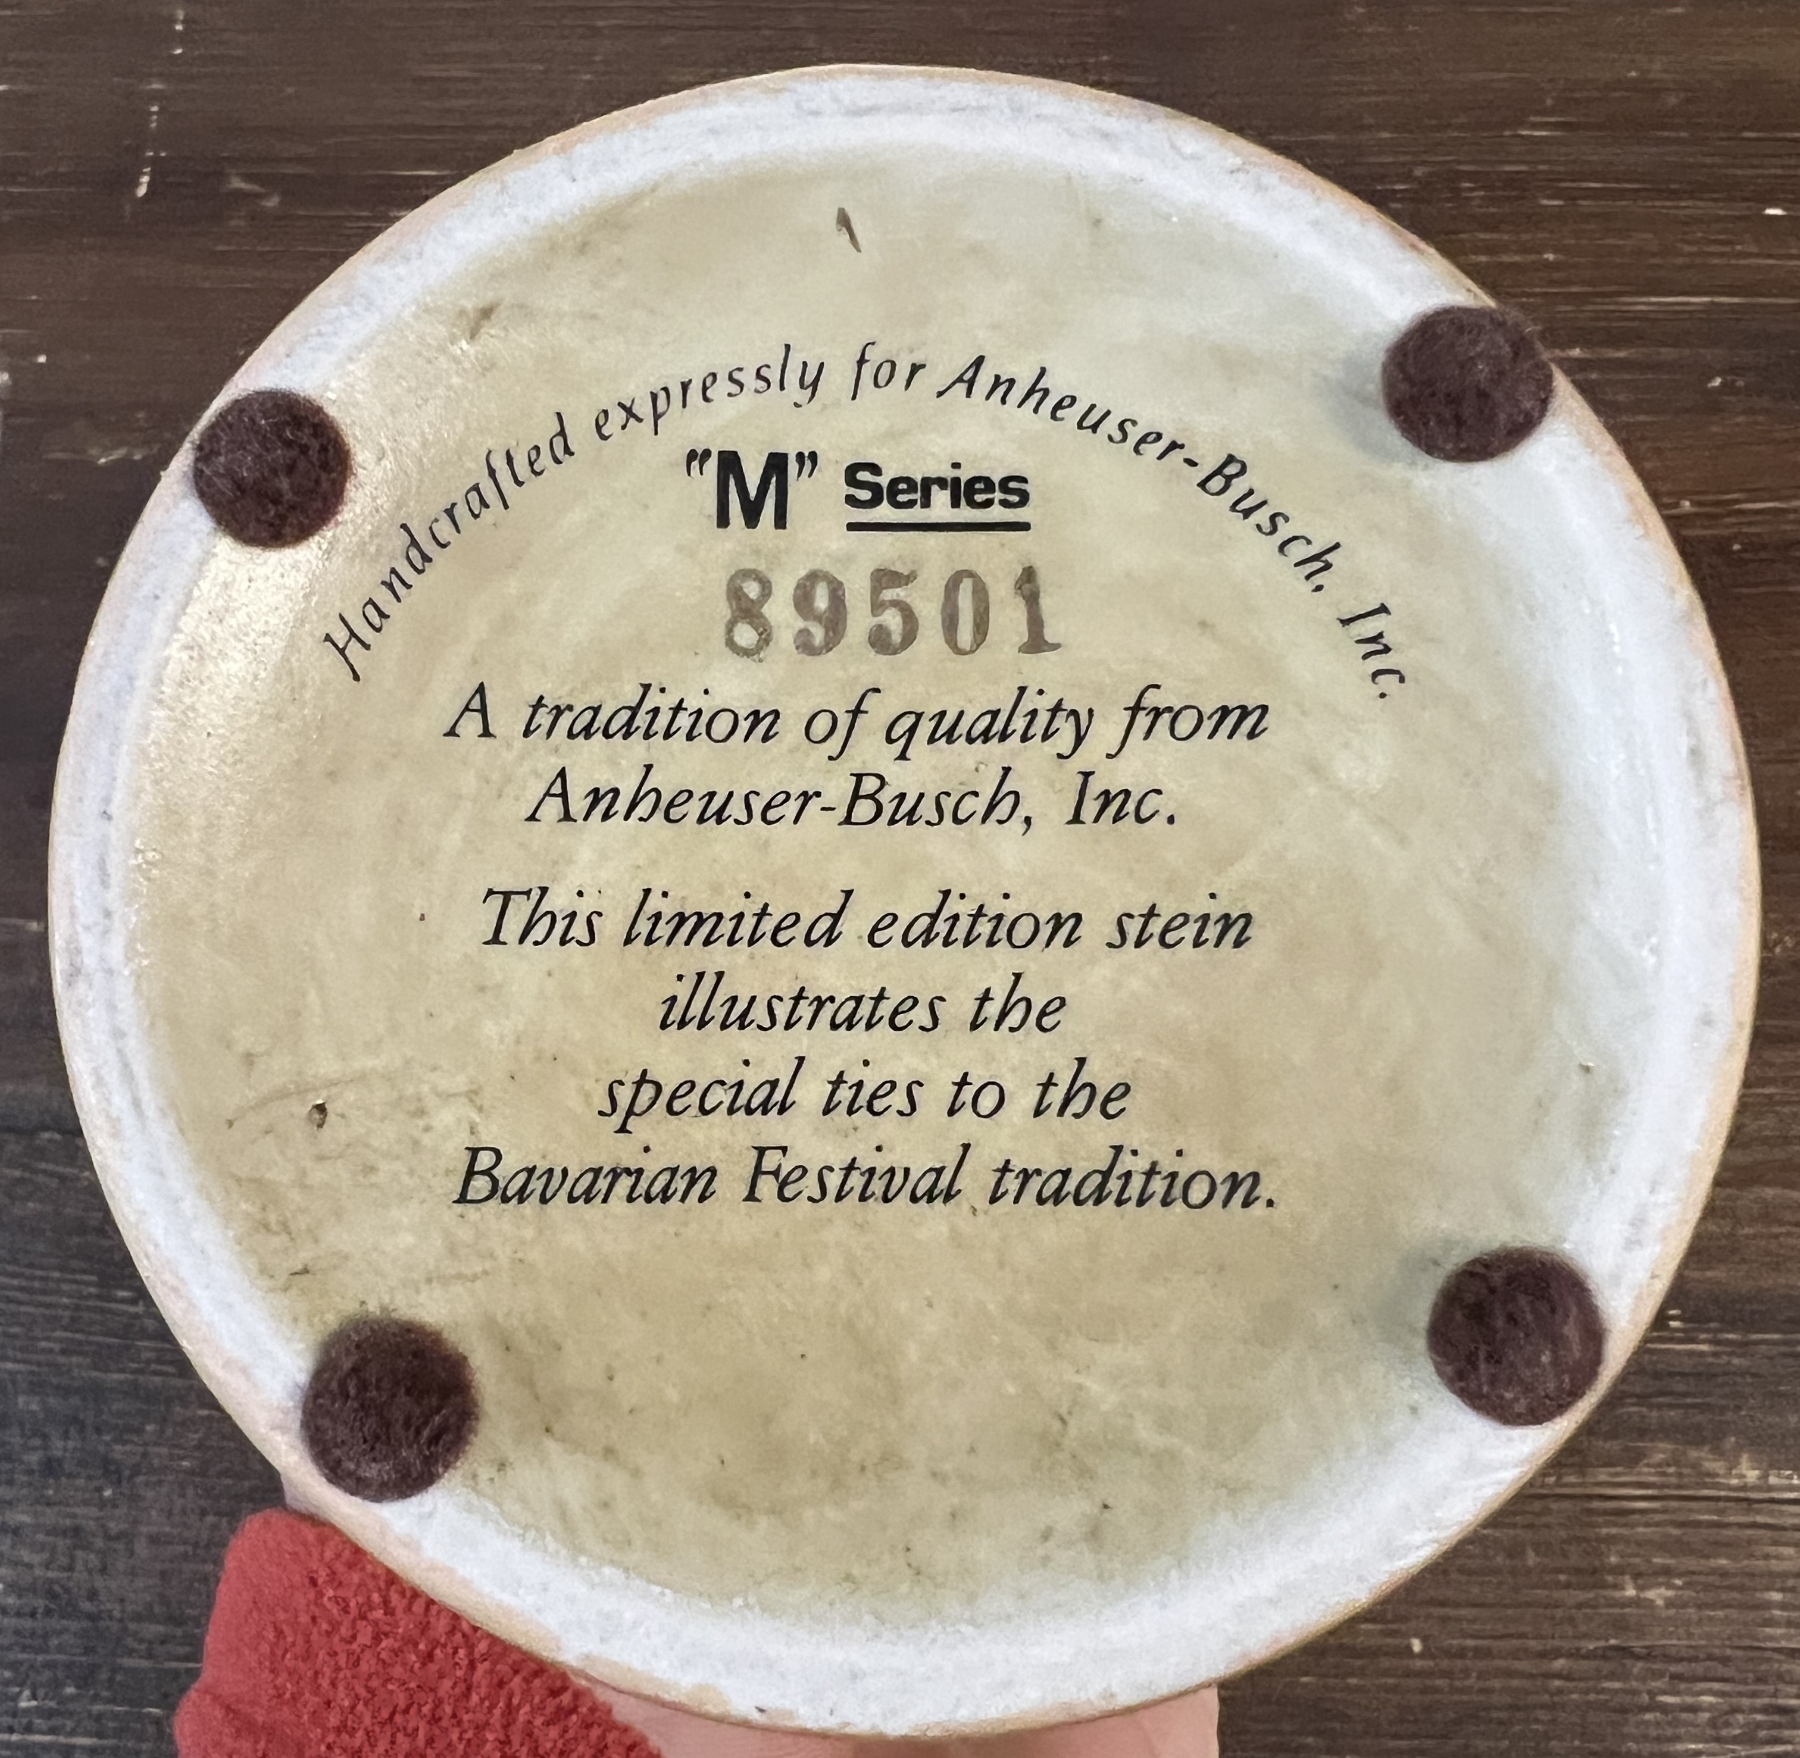 Handcrafted expressly for Anheuser-Busch, Inc.
"M" Series
89501
A tradition of quality from
Anheuser-Busch, Inc.
This limited edition stein
illustrates the
special ties to the
Bavarian Festival tradition.